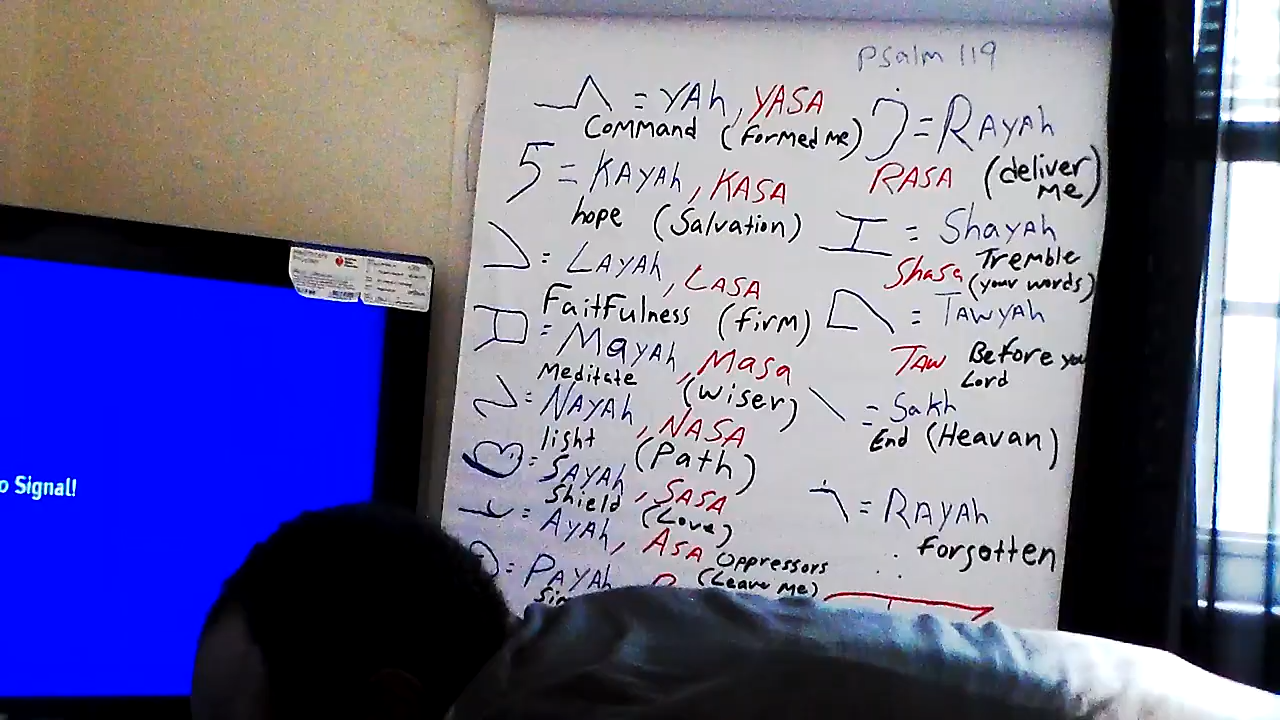 Psalm 119
= YAh, YASA
Command (formed me)
5 = KAYAh, KASA
hope (Salvation)
= LAYAh, LASA
Faitfulness (firm)
= MAYAh, Masa
Meditate (wiser)
= NAYAh, NASA
light (Path)
= SAYAh, SASA
Shield (Love)
= AYAh, ASA Oppressors
(Leave me)
= PAYAh
= RAYAh
RASA (deliver
me)
= ShayAh
Shasa Tremble
(your words)
= TAWYAh
TAW Before you
Lord
= Sakh
End (Heavan)
= RAYAh
forgotten
o Signal!